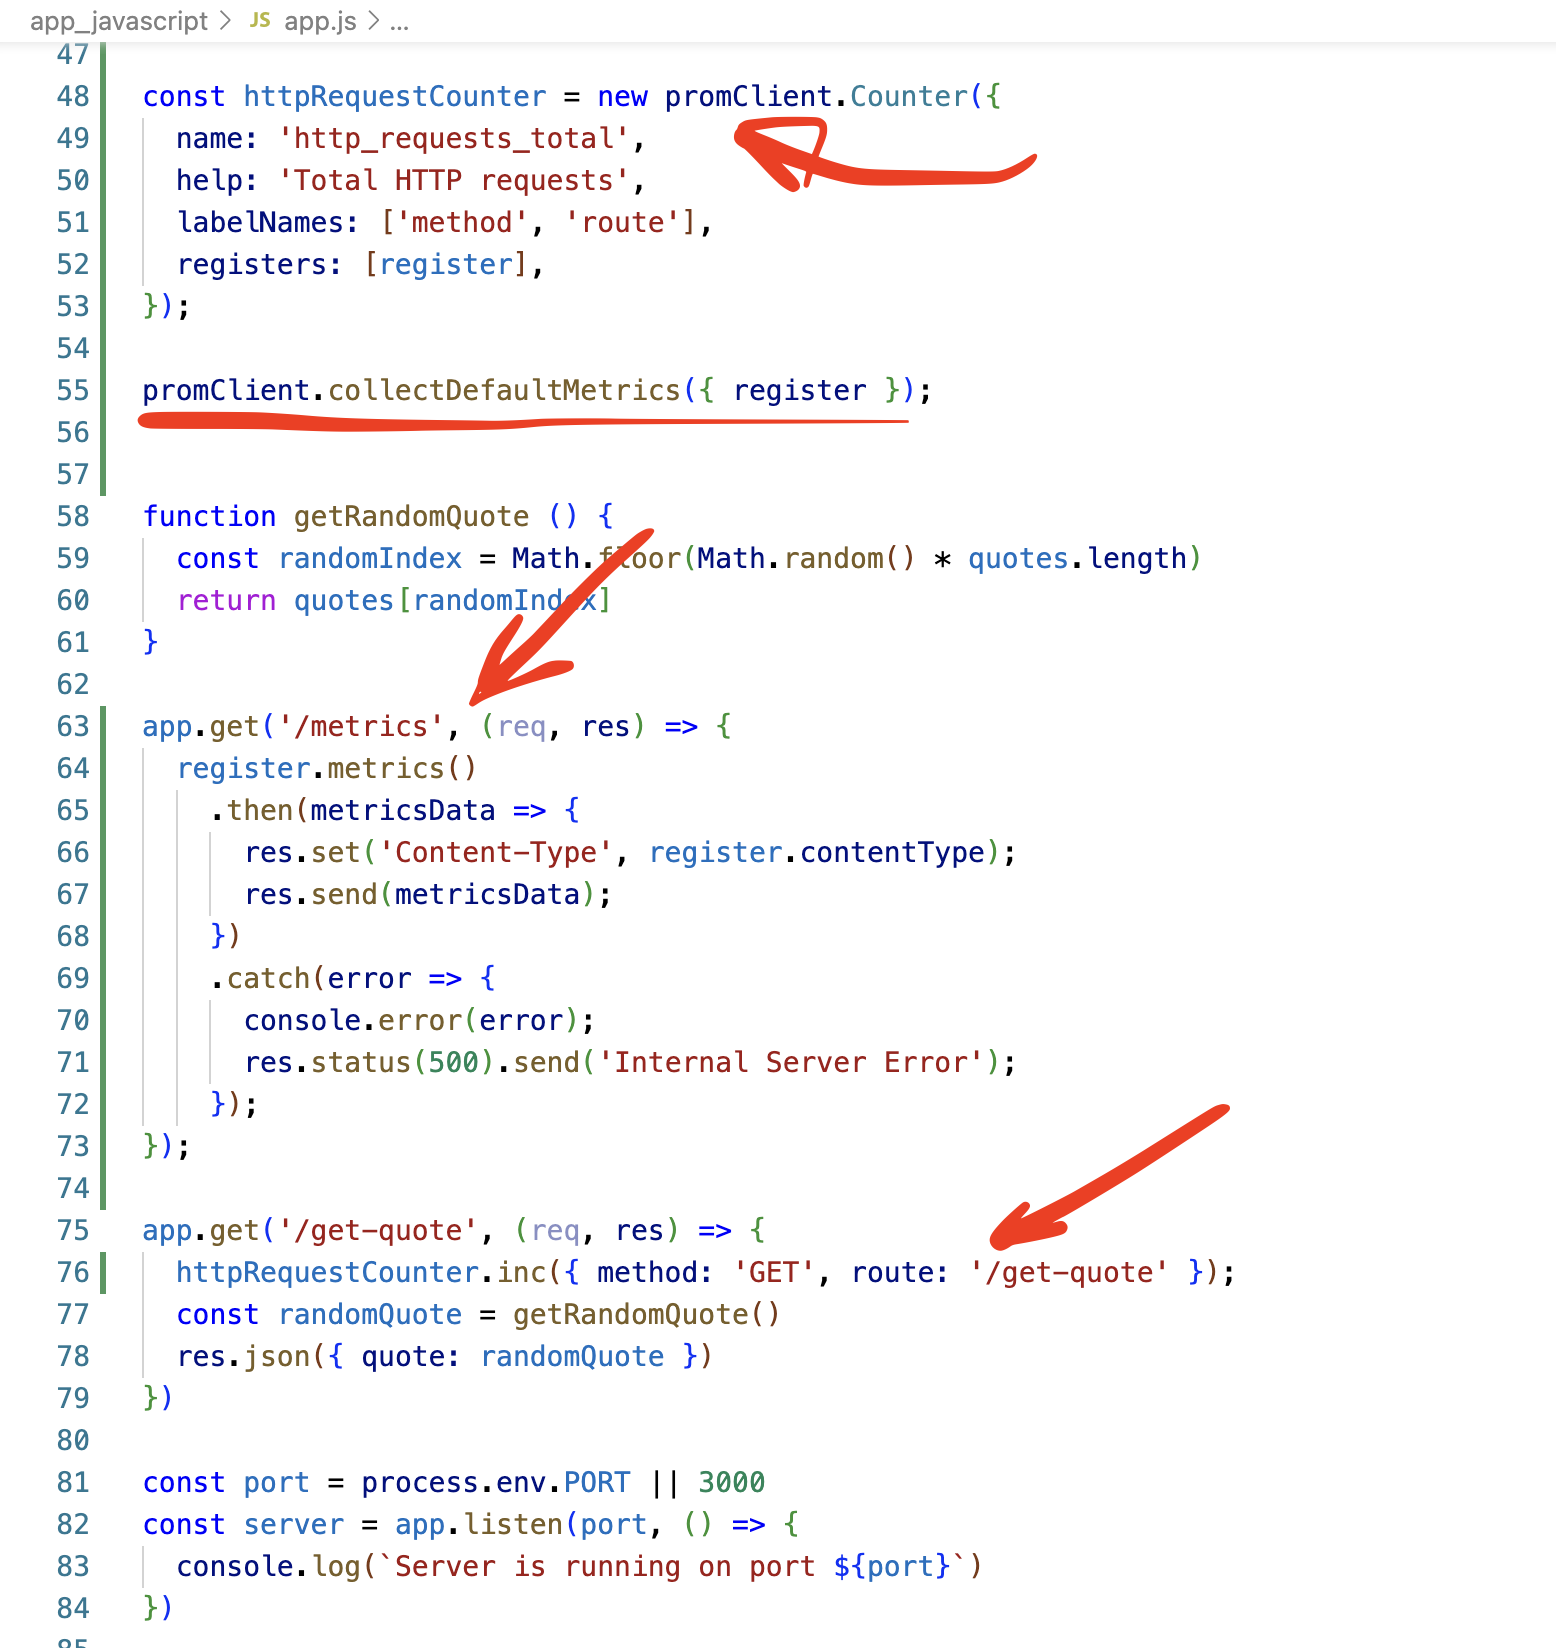 app_javascript > JS app.js > ...
47
48 const httpRequestCounter = new promClient.Counter({
49   name: 'http_requests_total',
50   help: 'Total HTTP requests',
51   labelNames: ['method', 'route'],
52   registers: [register],
53 });
54
55 promClient.collectDefaultMetrics({ register });
56
57
58 function getRandomQuote () {
59   const randomIndex = Math.floor(Math.random() * quotes.length)
60   return quotes[randomIndex]
61 }
62
63 app.get('/metrics', (req, res) => {
64   register.metrics()
65     .then(metricsData => {
66       res.set('Content-Type', register.contentType);
67       res.send(metricsData);
68     })
69     .catch(error => {
70       console.error(error);
71       res.status(500).send('Internal Server Error');
72     });
73 });
74
75 app.get('/get-quote', (req, res) => {
76   httpRequestCounter.inc({ method: 'GET', route: '/get-quote' });
77   const randomQuote = getRandomQuote()
78   res.json({ quote: randomQuote })
79 })
80
81 const port = process.env.PORT || 3000
82 const server = app.listen(port, () => {
83   console.log(`Server is running on port ${port}`)
84 })
85